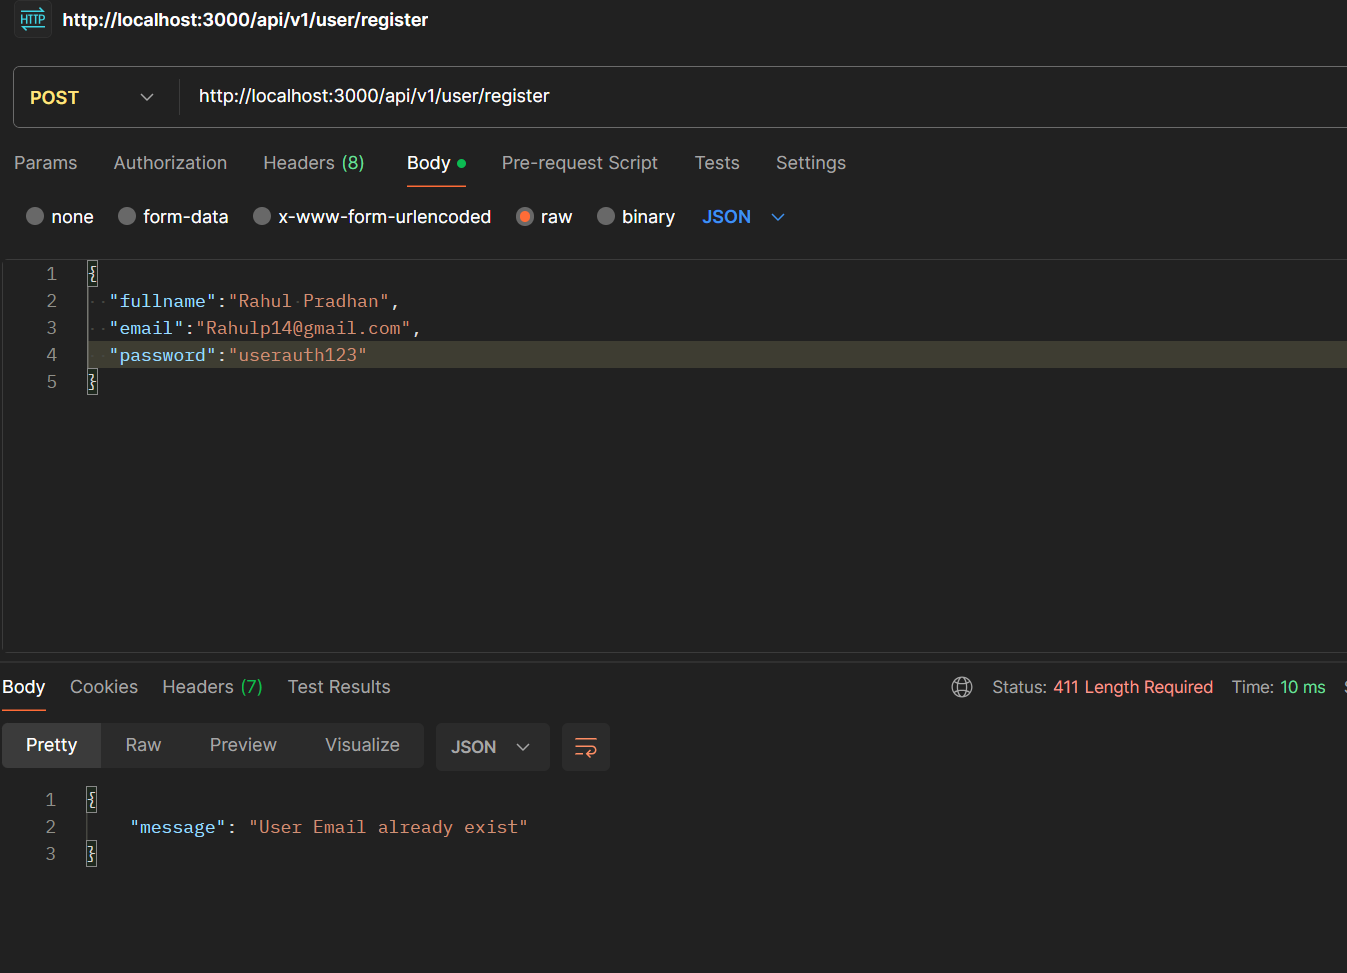 HTTP http://localhost:3000/api/v1/user/register
POST http://localhost:3000/api/v1/user/register
Params Authorization Headers (8) Body Pre-request Script Tests Settings
none form-data x-www-form-urlencoded raw binary JSON
1 {
2 "fullname":"Rahul Pradhan",
3 "email":"Rahulp14@gmail.com",
4 "password":"userauth123"
5 }
Body Cookies Headers (7) Test Results Status: 411 Length Required Time: 10 ms
Pretty Raw Preview Visualize JSON
1 {
2 "message": "User Email already exist"
3 }